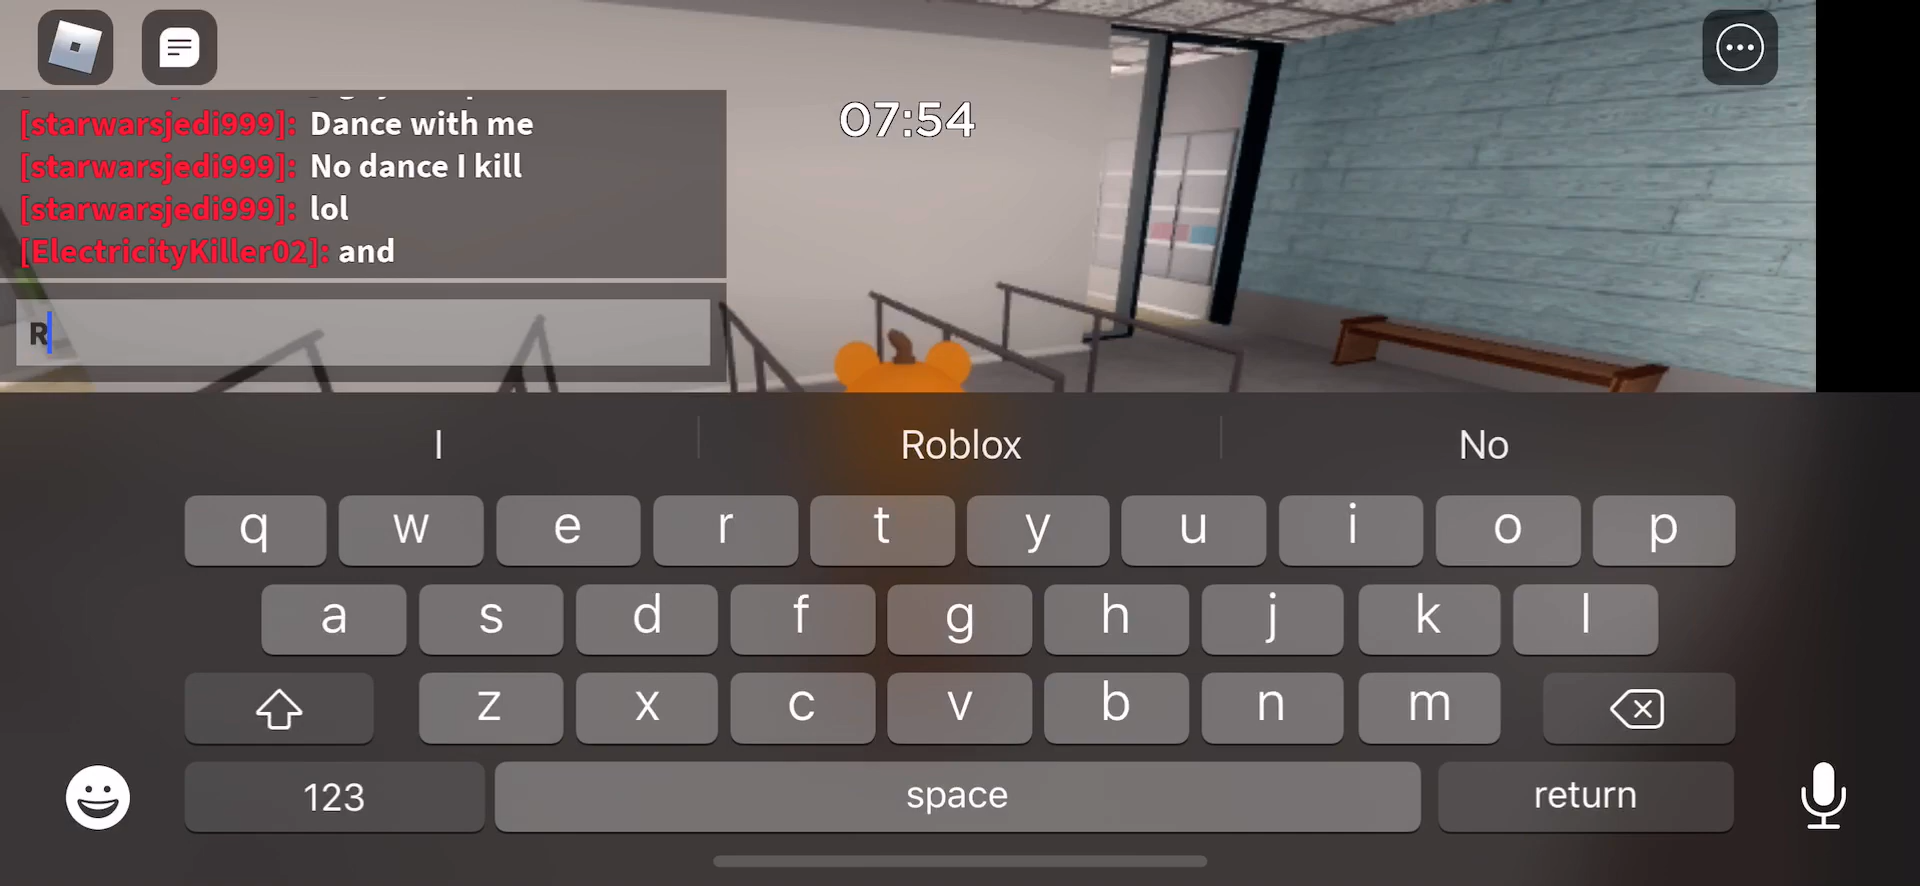 [starwarsjedi999]: Dance with me
07:54
[starwarsjedi999]: No dance I kill
[starwarsjedi999]: lol
[ElectricityKiller02]: and
R
I Roblox No
q w e r t y u i o p
a s d f g h j k l
z x c v b n m
123 space return